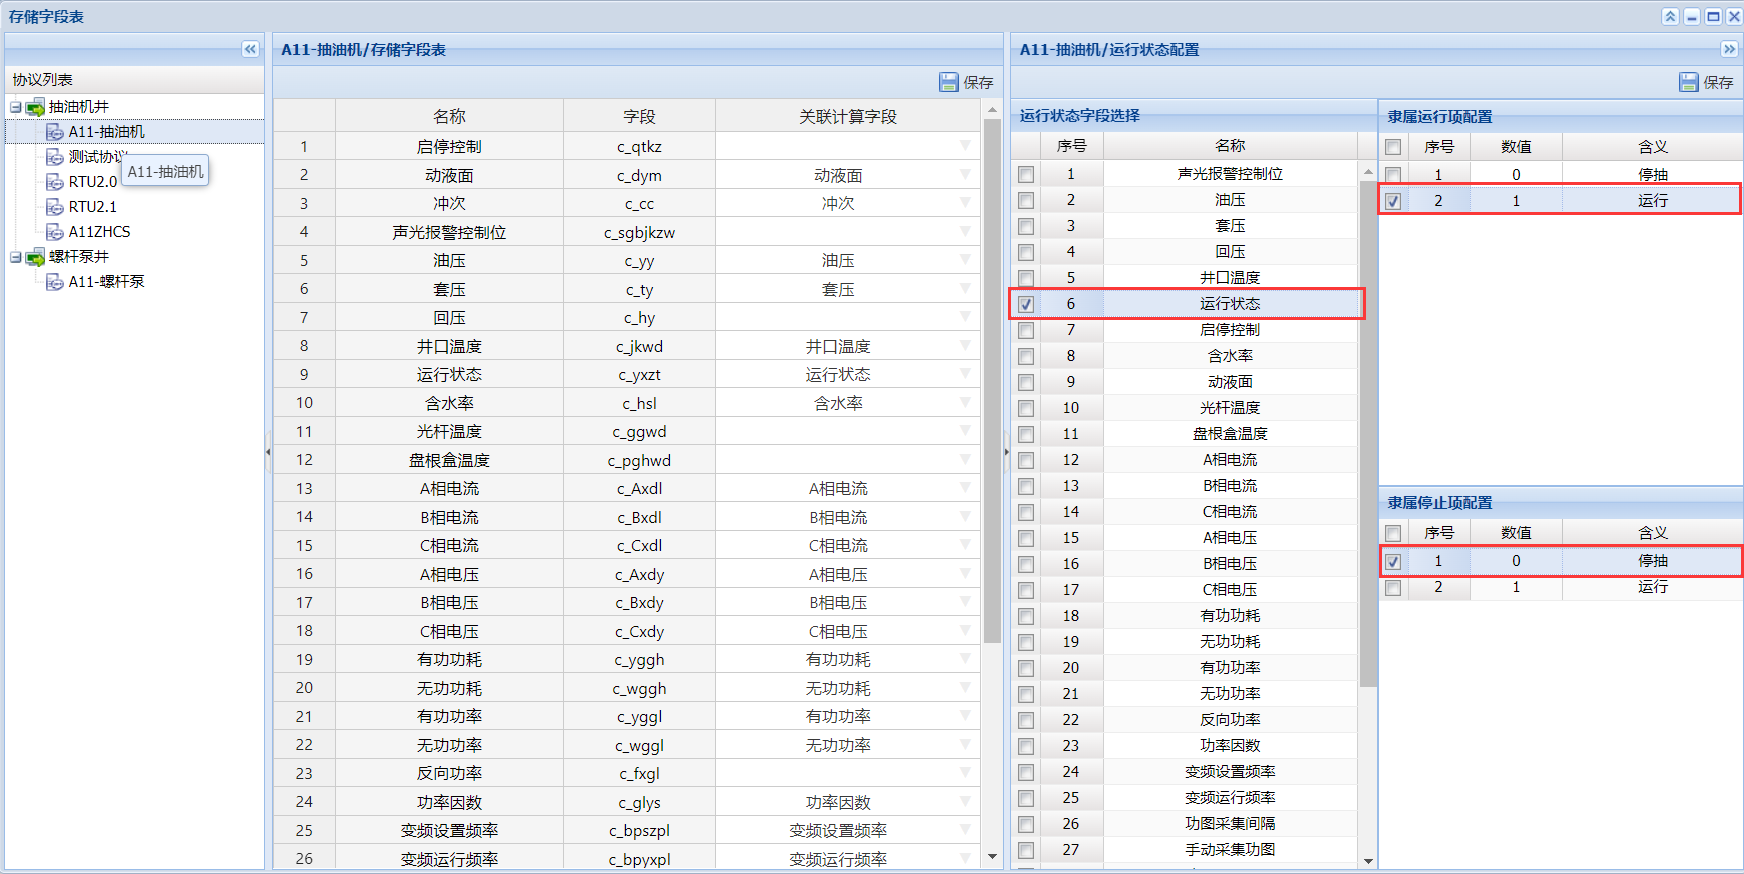 存储字段表
协议列表
抽油机井
A11-抽油机
测试协议
A11-抽油机
RTU2.0
RTU2.1
A11ZHCS
螺杆泵井
A11-螺杆泵
A11-抽油机/存储字段表
保存
名称 字段 关联计算字段
1 启停控制 c_qtkz
2 动液面 c_dym 动液面
3 冲次 c_cc 冲次
4 声光报警控制位 c_sgbjkzw
5 油压 c_yy 油压
6 套压 c_ty 套压
7 回压 c_hy
8 井口温度 c_jkwd 井口温度
9 运行状态 c_yxzt 运行状态
10 含水率 c_hsl 含水率
11 光杆温度 c_ggwd
12 盘根盒温度 c_pghwd
13 A相电流 c_Axdl A相电流
14 B相电流 c_Bxdl B相电流
15 C相电流 c_Cxdl C相电流
16 A相电压 c_Axdy A相电压
17 B相电压 c_Bxdy B相电压
18 C相电压 c_Cxdy C相电压
19 有功功耗 c_yggh 有功功耗
20 无功功耗 c_wggh 无功功耗
21 有功功率 c_yggl 有功功率
22 无功功率 c_wggl 无功功率
23 反向功率 c_fxgl
24 功率因数 c_glys 功率因数
25 变频设置频率 c_bpszpl 变频设置频率
26 变频运行频率 c_bpyxpl 变频运行频率
A11-抽油机/运行状态配置
保存
运行状态字段选择
序号 名称
1 声光报警控制位
2 油压
3 套压
4 回压
5 井口温度
6 运行状态
7 启停控制
8 含水率
9 动液面
10 光杆温度
11 盘根盒温度
12 A相电流
13 B相电流
14 C相电流
15 A相电压
16 B相电压
17 C相电压
18 有功功耗
19 无功功耗
20 有功功率
21 无功功率
22 反向功率
23 功率因数
24 变频设置频率
25 变频运行频率
26 功图采集间隔
27 手动采集功图
隶属运行项配置
序号 数值 含义
1 0 停抽
2 1 运行
隶属停止项配置
序号 数值 含义
1 0 停抽
2 1 运行